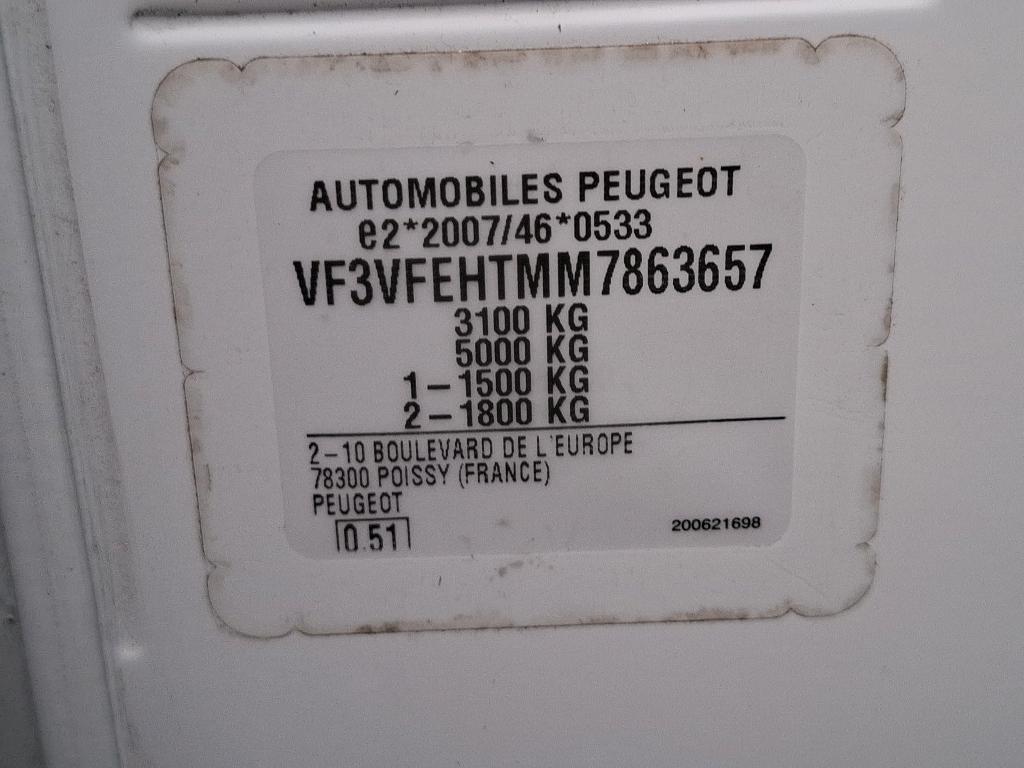 AUTOMOBILES PEUGEOT
e2*2007/46*0533
VF3VFEHTMM7863657
3100 KG
5000 KG
1-1500 KG
2-1800 KG
2-10 BOULEVARD DE L'EUROPE
78300 POISSY (FRANCE)
PEUGEOT
0.51
200621698